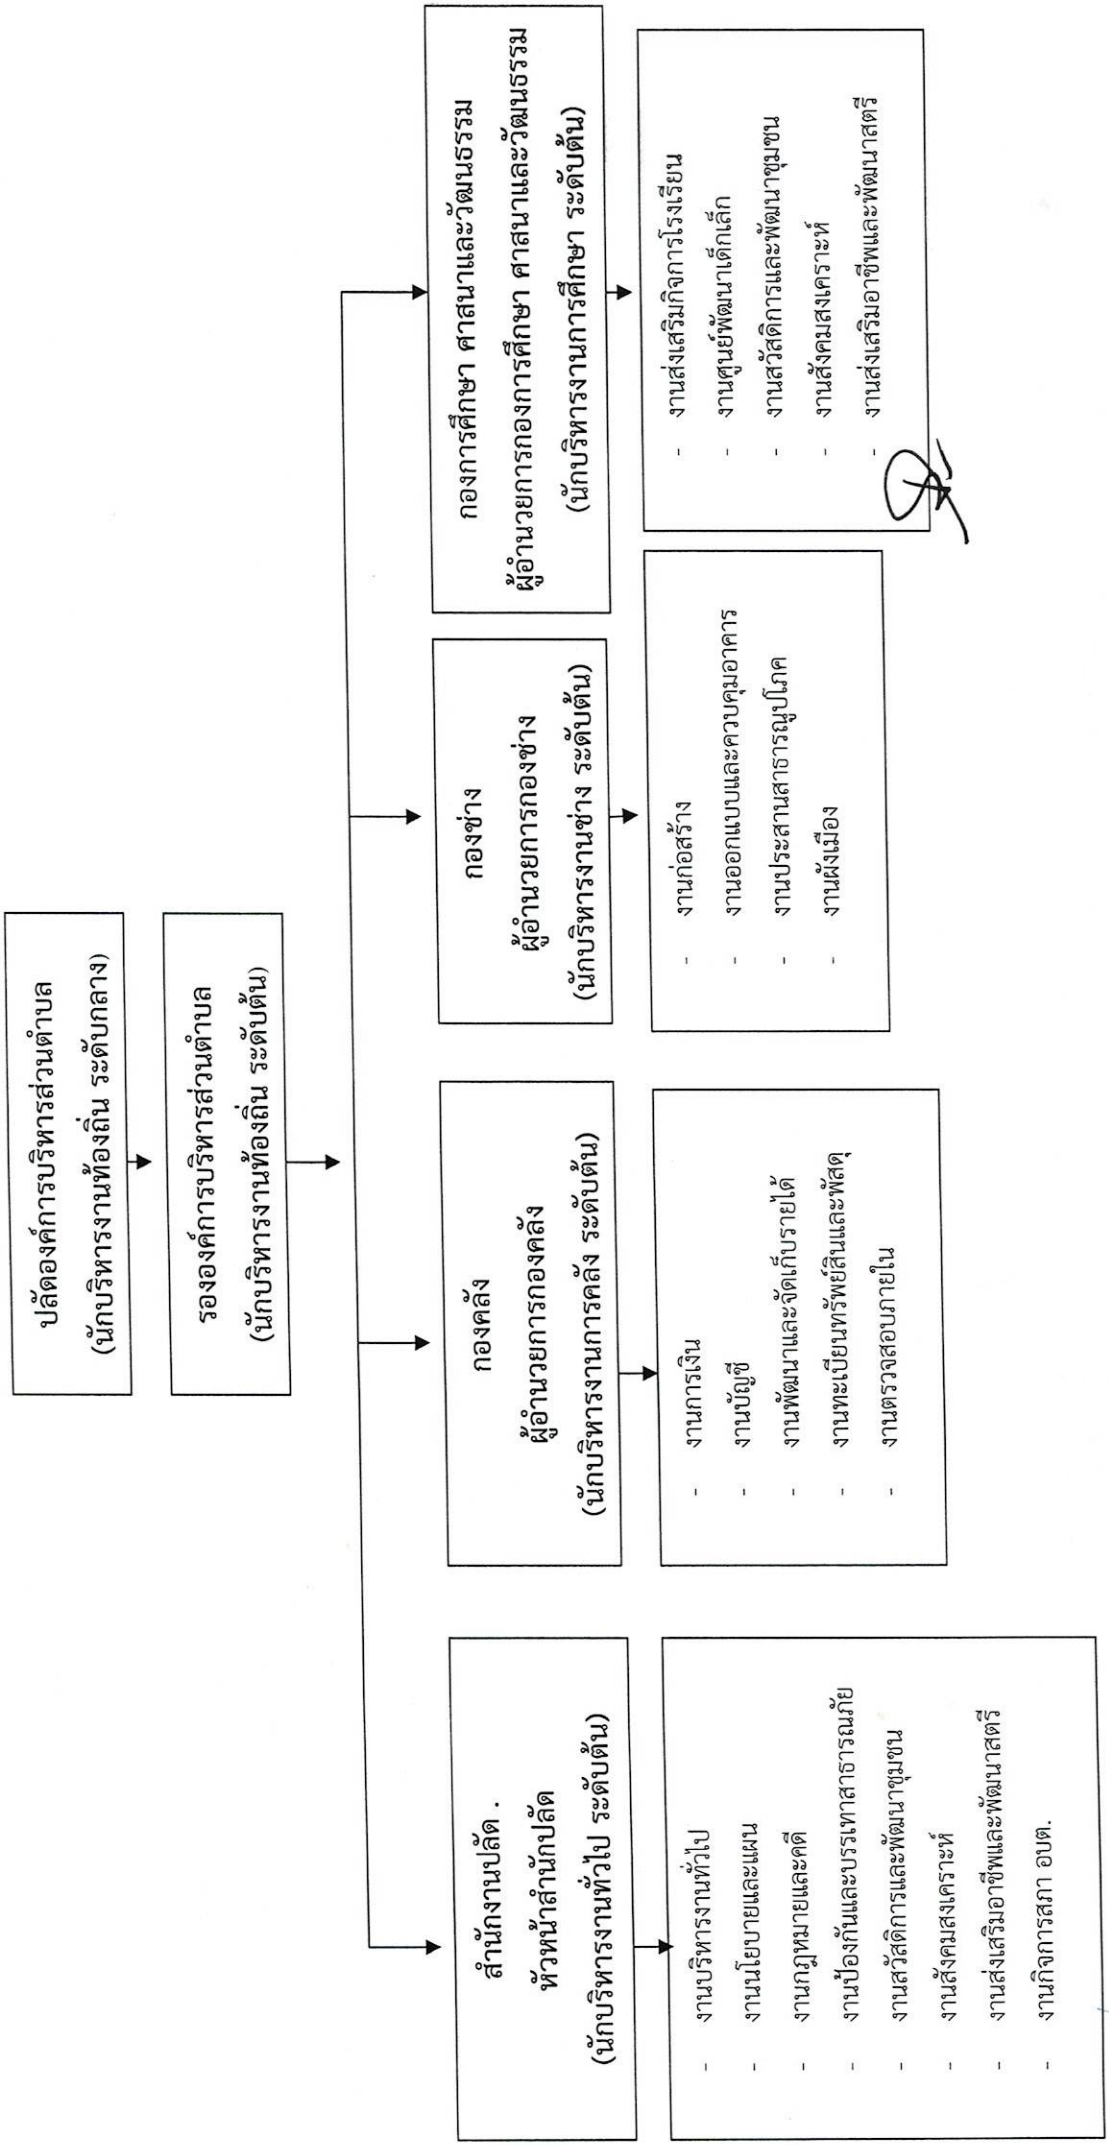 ปลัดองค์การบริหารส่วนตำบล
(นักบริหารงานท้องถิ่น ระดับกลาง)
รององค์การบริหารส่วนตำบล
(นักบริหารงานท้องถิ่น ระดับต้น)
สำนักงานปลัด .
หัวหน้าสำนักปลัด
(นักบริหารงานทั่วไป ระดับต้น)
- งานบริหารงานทั่วไป
- งานนโยบายและแผน
- งานกฎหมายและคดี
- งานป้องกันและบรรเทาสาธารณภัย
- งานสวัสดิการและพัฒนาชุมชน
- งานสังคมสงเคราะห์
- งานส่งเสริมอาชีพและพัฒนาสตรี
- งานกิจการสภา อบต.
กองคลัง
ผู้อำนวยการกองคลัง
(นักบริหารงานการคลัง ระดับต้น)
- งานการเงิน
- งานบัญชี
- งานพัฒนาและจัดเก็บรายได้
- งานทะเบียนทรัพย์สินและพัสดุ
- งานตรวจสอบภายใน
กองช่าง
ผู้อำนวยการกองช่าง
(นักบริหารงานช่าง ระดับต้น)
- งานก่อสร้าง
- งานออกแบบและควบคุมอาคาร
- งานประสานสาธารณูปโภค
- งานผังเมือง
กองการศึกษา ศาสนาและวัฒนธรรม
ผู้อำนวยการกองการศึกษา ศาสนาและวัฒนธรรม
(นักบริหารงานการศึกษา ระดับต้น)
- งานส่งเสริมกิจการโรงเรียน
- งานศูนย์พัฒนาเด็กเล็ก
- งานสวัสดิการและพัฒนาชุมชน
- งานสังคมสงเคราะห์
- งานส่งเสริมอาชีพและพัฒนาสตรี